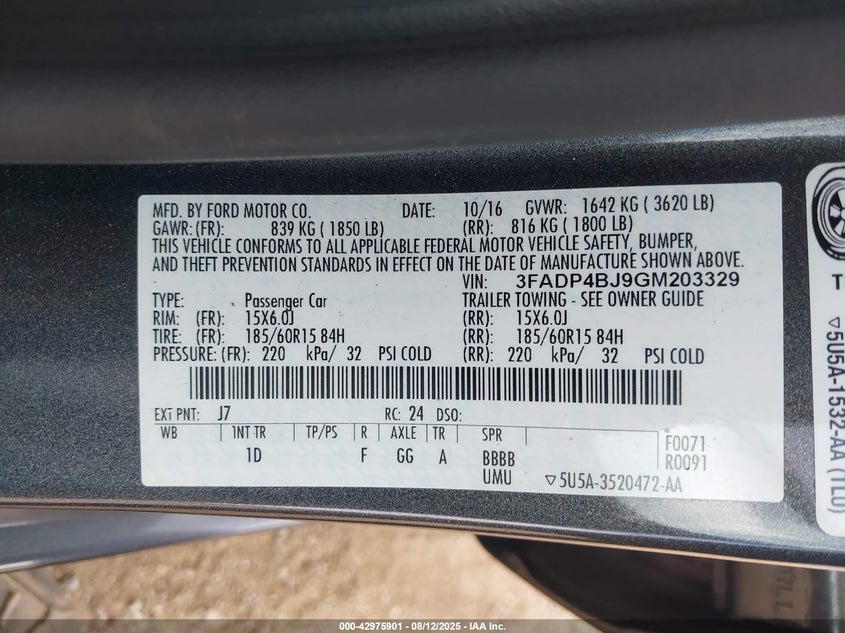 MFD. BY FORD MOTOR CO. DATE: 10/16 GVWR: 1642 KG ( 3620 LB)
GAWR: (FR): 839 KG ( 1850 LB) (RR): 816 KG ( 1800 LB)
THIS VEHICLE CONFORMS TO ALL APPLICABLE FEDERAL MOTOR VEHICLE SAFETY, BUMPER,
AND THEFT PREVENTION STANDARDS IN EFFECT ON THE DATE OF MANUFACTURE SHOWN ABOVE.
VIN: 3FADP4BJ9GM203329
TYPE: Passenger Car TRAILER TOWING - SEE OWNER GUIDE
RIM: (FR): 15X6.0J (RR): 15X6.0J
TIRE: (FR): 185/60R15 84H (RR): 185/60R15 84H
PRESSURE: (FR): 220 kPa/ 32 PSI COLD (RR): 220 kPa/ 32 PSI COLD
EXT PNT: J7 RC: 24 DSO:
WB INT TR TP/PS R AXLE TR SPR F0071
1D F GG A BBBB R0091
UMU ▽5U5A-3520472-AA
▽5U5A-1532-AA (TLU)
000-42975901 - 08/12/2025 - IAA Inc.